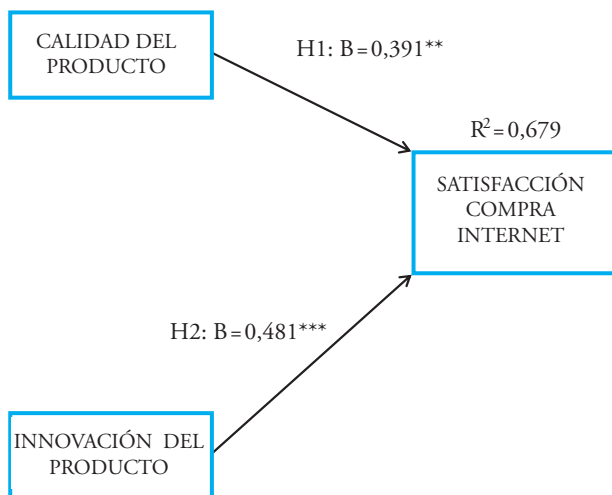 CALIDAD DEL
PRODUCTO
H1: B=0,391**
R²=0,679
SATISFACCIÓN
COMPRA
INTERNET
H2: B=0,481***
INNOVACIÓN DEL
PRODUCTO